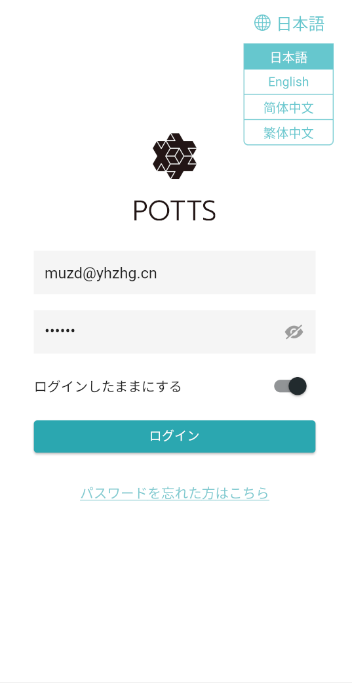 日本語
日本語
English
简体中文
繁体中文
POTTS
muzd@yhzhg.cn
••••••
ログインしたままにする
ログイン
パスワードを忘れた方はこちら